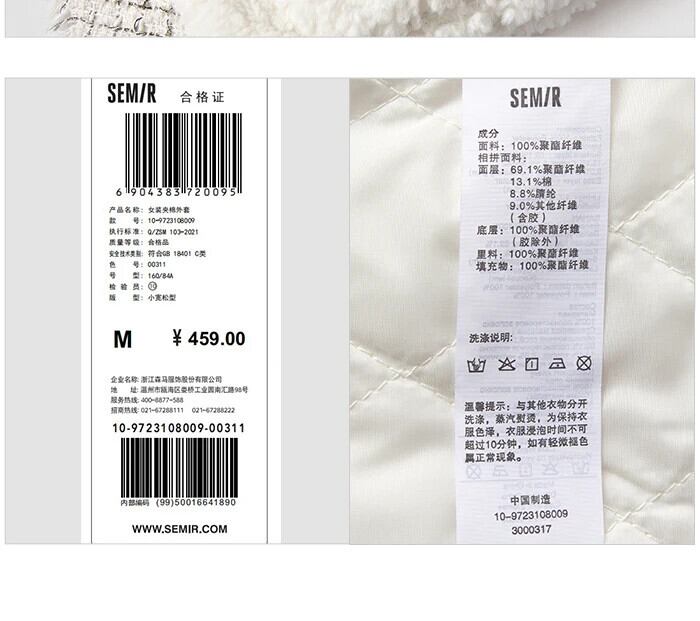 SEMIR 合格证
6 904383 720095
产品名称：女装夹棉外套
款 号：10-9723108009
执行标准：Q/ZSM 103-2021
质量等级：合格品
安全技术类别：符合GB 18401 C类
色 号：00311
号 型：160/84A
检 验 员：⑩
版 型：小宽松型
M ¥ 459.00
企业名称：浙江森马服饰股份有限公司
地 址：温州市瓯海区娄桥工业园南汇路98号
服务热线：400-8877-588
招商热线：021-67288111 021-67288222
10-9723108009-00311
内部编码 (99)50016641890
WWW.SEMIR.COM
SEMIR
成分
面料：100%聚酯纤维
相拼面料：
面层：69.1%聚酯纤维
13.1%棉
8.8%腈纶
9.0%其他纤维
(含胶)
底层：100%聚酯纤维
(胶除外)
里料：100%聚酯纤维
填充物：100%聚酯纤维
洗涤说明：
温馨提示：与其他衣物分开
洗涤，蒸汽熨烫，为保持衣
服色泽，衣服浸泡时间不可
超过10分钟，如有轻微褪色
属正常现象。
中国制造
10-9723108009
3000317